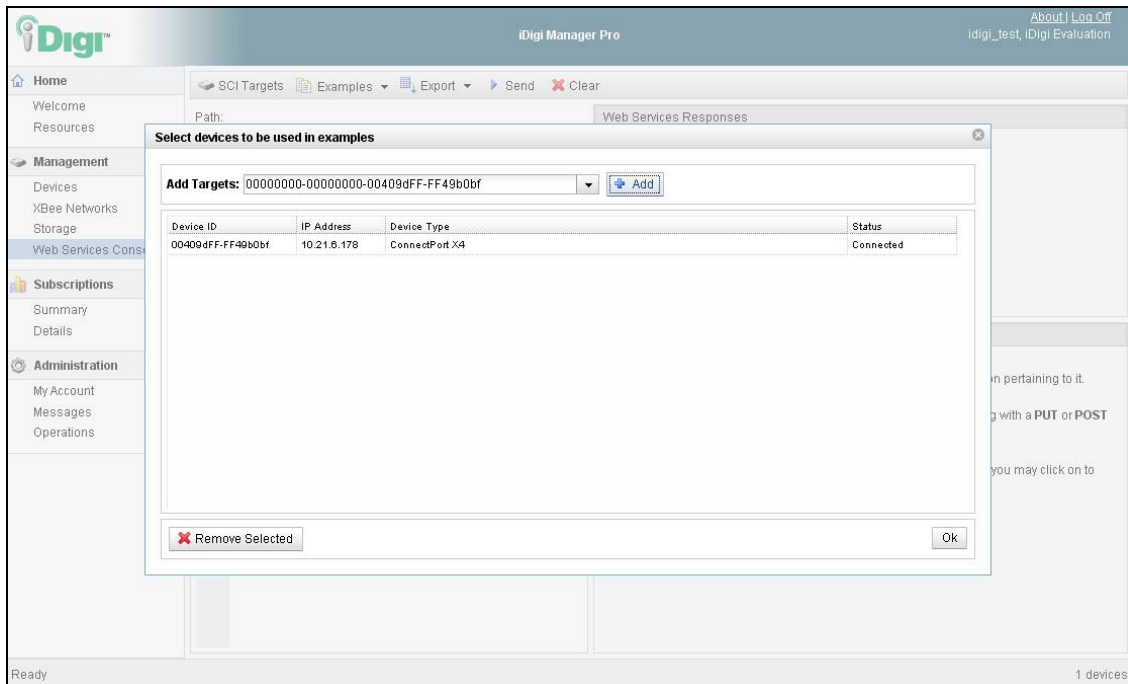 iDigi™
iDigi Manager Pro
About | Log Off
idigi_test, iDigi Evaluation
Home
Welcome
Resources
Management
Devices
XBee Networks
Storage
Web Services Conso
Subscriptions
Summary
Details
Administration
My Account
Messages
Operations
SCI Targets Examples Export Send Clear
Path:
Web Services Responses
Select devices to be used in examples
Add Targets: 00000000-00000000-00409dFF-FF49b0bf Add
Device ID IP Address Device Type Status
00409dFF-FF49b0bf 10.21.6.178 ConnectPort X4 Connected
Remove Selected
Ok
on pertaining to it.
g with a PUT or POST
you may click on to
Ready
1 devices